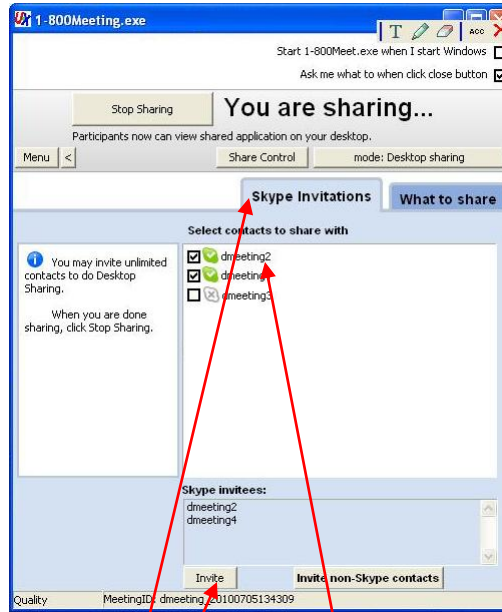 1-800Meeting.exe
T ACC
Start 1-800Meet.exe when I start Windows
Ask me what to when click close button
Stop Sharing You are sharing...
Participants now can view shared application on your desktop.
Menu < Share Control mode: Desktop sharing
Skype Invitations What to share
Select contacts to share with
You may invite unlimited
contacts to do Desktop
Sharing.
When you are done
sharing, click Stop Sharing.
dmeeting2
dmeeting
dmeeting3
Skype invitees:
dmeeting2
dmeeting4
Invite Invite non-Skype contacts
Quality MeetingID: dmeeting_20100705134309